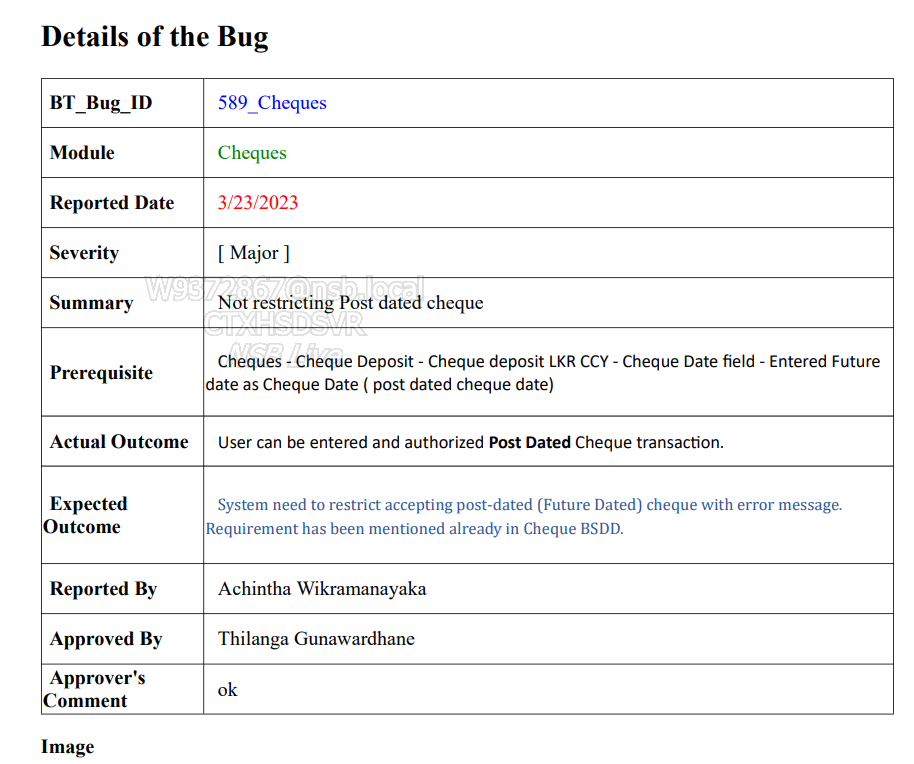 Details of the Bug
BT_Bug_ID 589_Cheques
Module Cheques
Reported Date 3/23/2023
Severity [ Major ]
W9372867@nsb.local
Summary Not restricting Post dated cheque
CTXHSDSVR
NSB Live
Prerequisite Cheques - Cheque Deposit - Cheque deposit LKR CCY - Cheque Date field - Entered Future
date as Cheque Date ( post dated cheque date)
Actual Outcome User can be entered and authorized Post Dated Cheque transaction.
Expected Outcome System need to restrict accepting post-dated (Future Dated) cheque with error message.
Requirement has been mentioned already in Cheque BSDD.
Reported By Achintha Wikramanayaka
Approved By Thilanga Gunawardhane
Approver's
Comment ok
Image